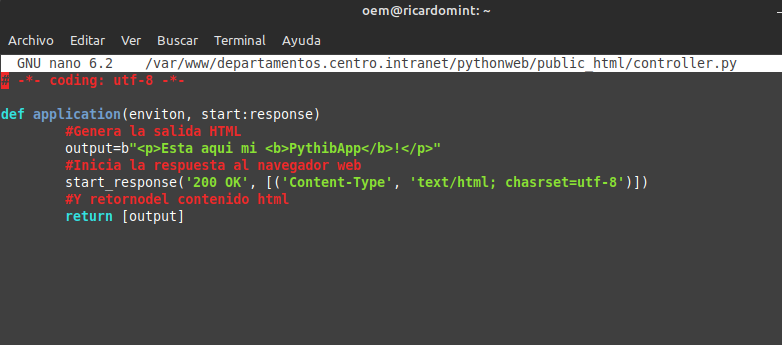 oem@ricardomint: ~
Archivo Editar Ver Buscar Terminal Ayuda
GNU nano 6.2 /var/www/departamentos.centro.intranet/pythonweb/public_html/controller.py
# -*- coding: utf-8 -*-
def application(enviton, start:response)
#Genera la salida HTML
output=b"<p>Esta aqui mi <b>PythibApp</b>!</p>"
#Inicia la respuesta al navegador web
start_response('200 OK', [('Content-Type', 'text/html; chasrset=utf-8')])
#Y retornodel contenido html
return [output]